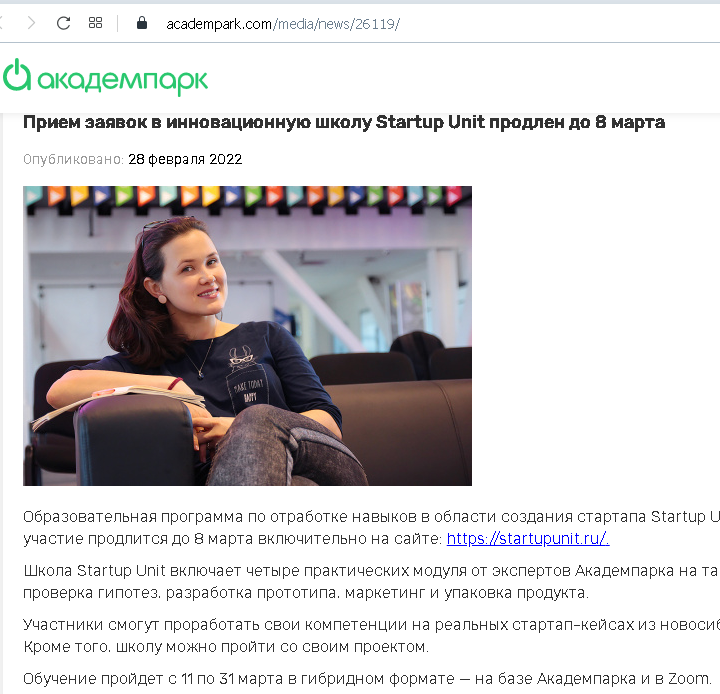 academpark.com/media/news/26119/
академпарк
Прием заявок в инновационную школу Startup Unit продлен до 8 марта
Опубликовано: 28 февраля 2022
MAKE TODAY
HAPPY
Образовательная программа по отработке навыков в области создания стартапа Startup U
участие продлится до 8 марта включительно на сайте: https://startupunit.ru/.
Школа Startup Unit включает четыре практических модуля от экспертов Академпарка на та
проверка гипотез, разработка прототипа, маркетинг и упаковка продукта.
Участники смогут проработать свои компетенции на реальных стартап-кейсах из новосиб
Кроме того, школу можно пройти со своим проектом.
Обучение пройдет с 11 по 31 марта в гибридном формате — на базе Академпарка и в Zoom.